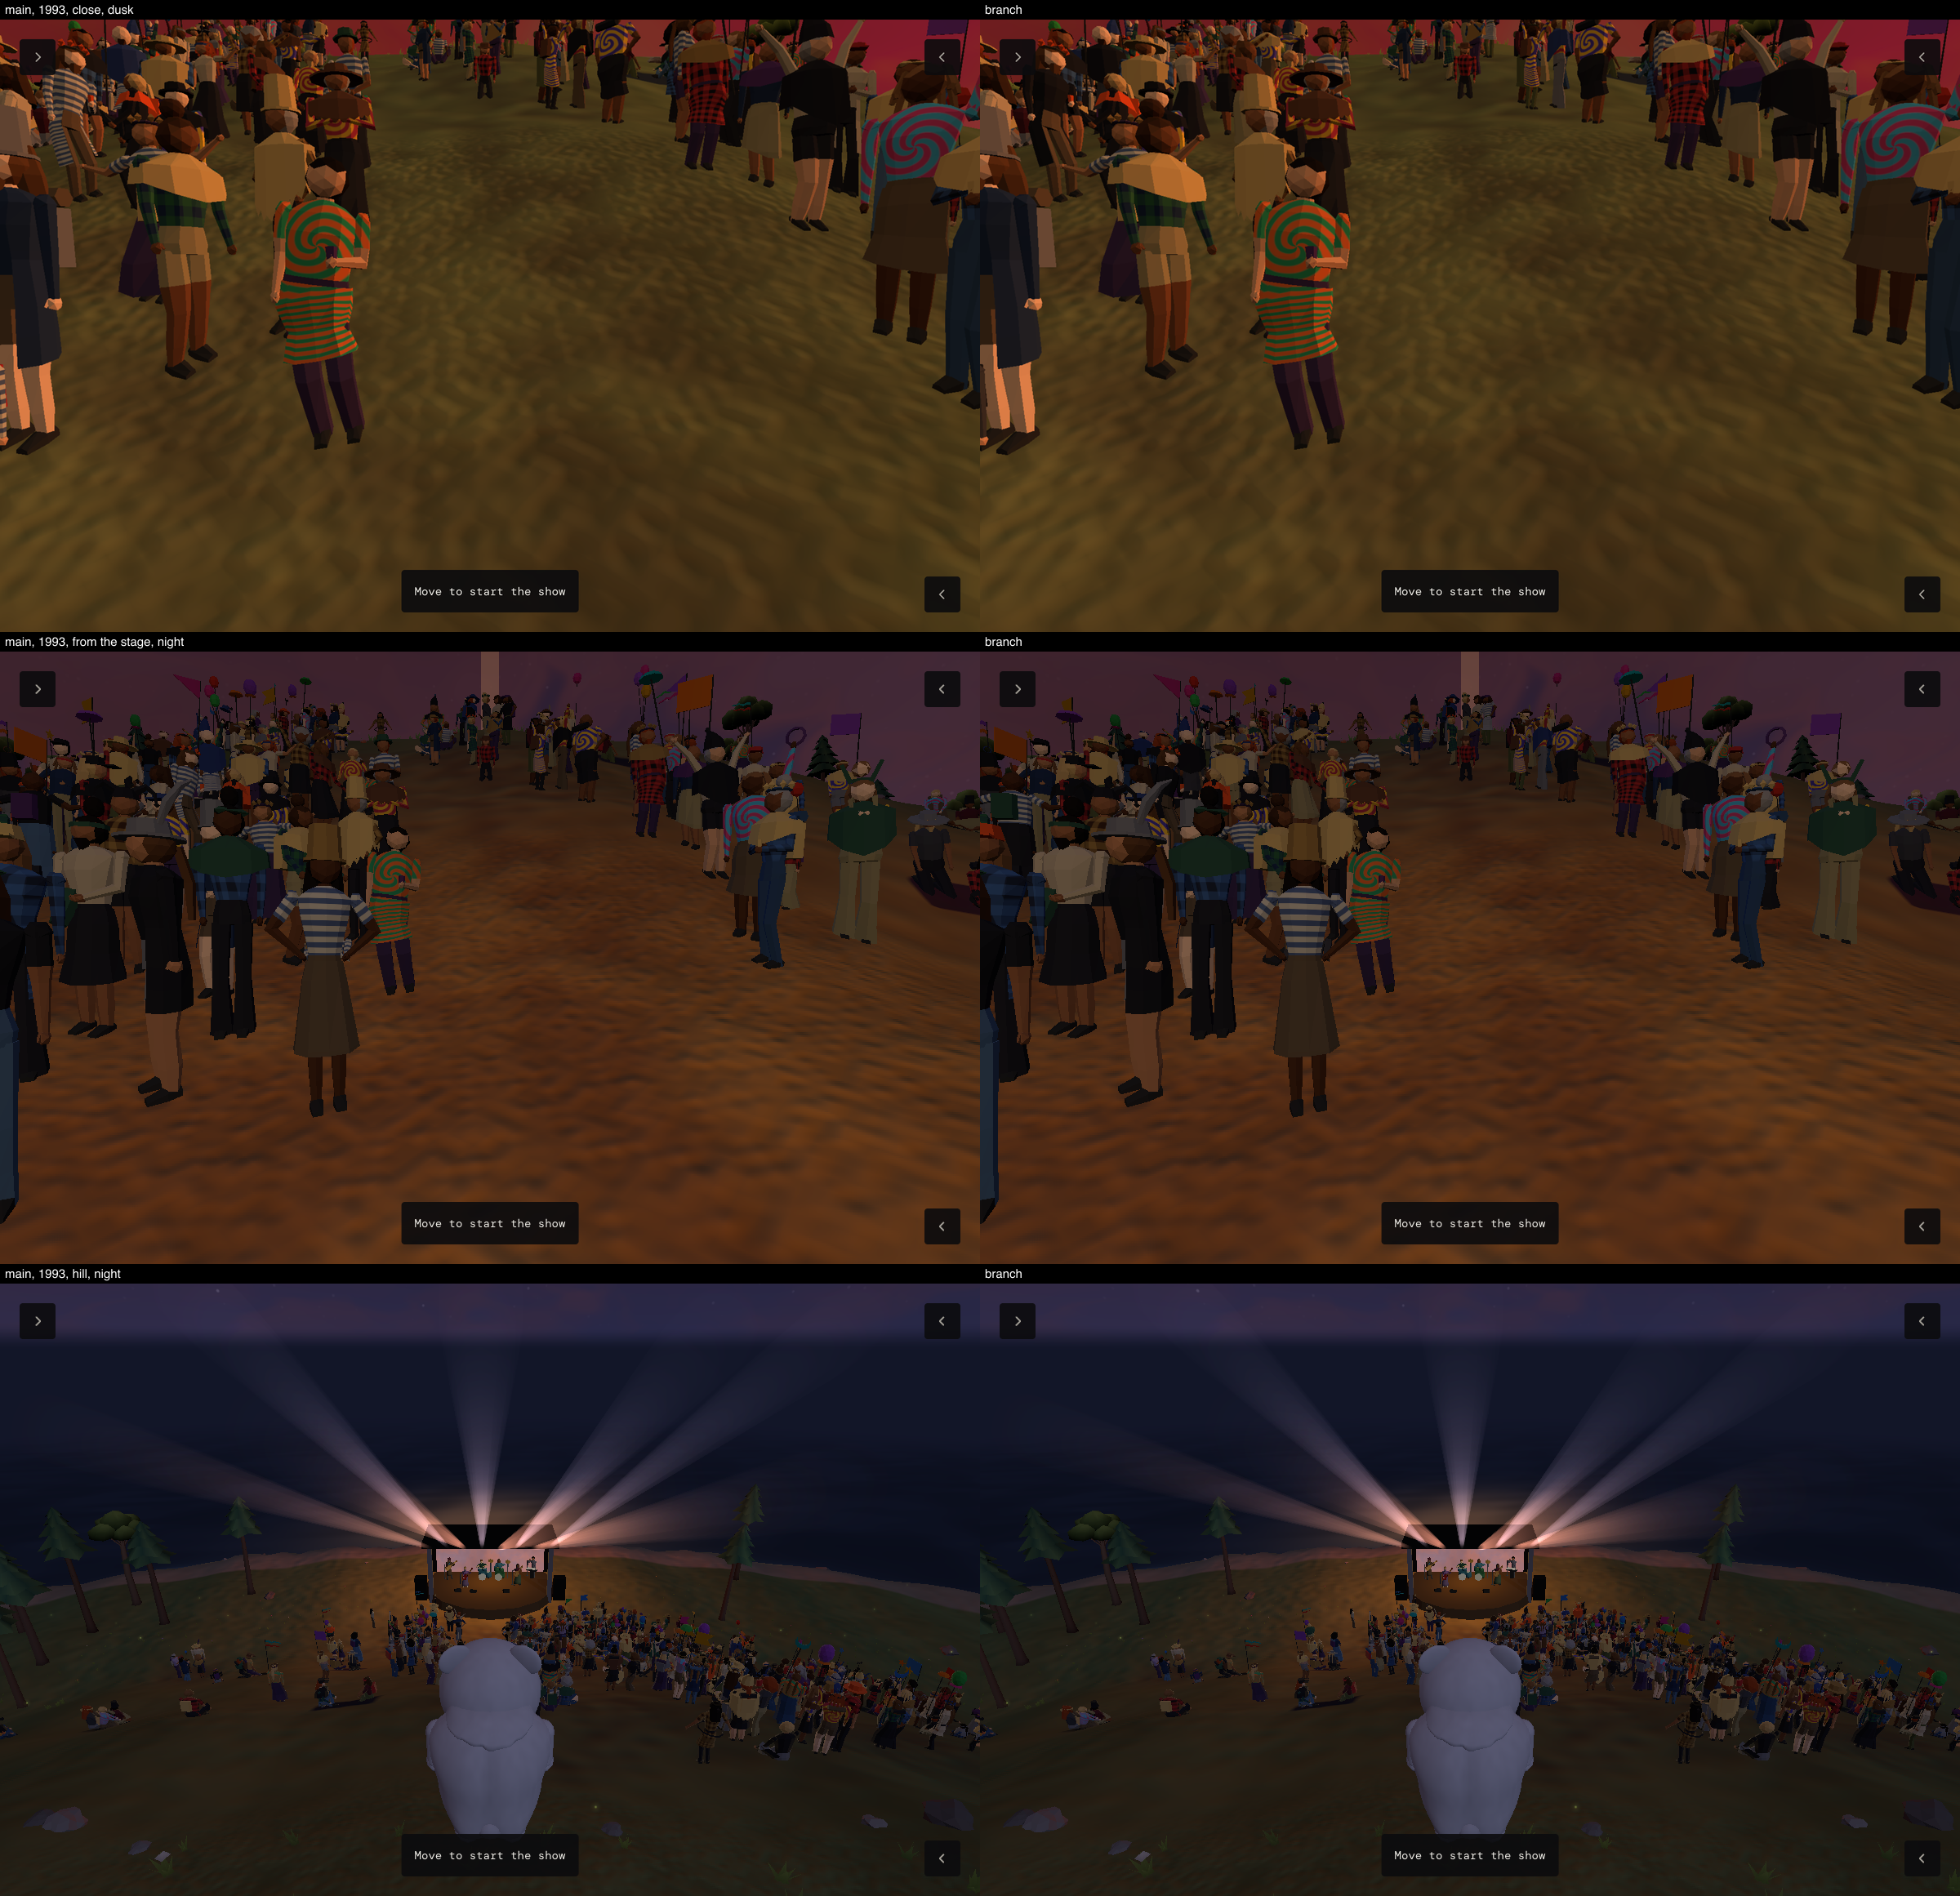 main, 1993, close, dusk
branch
Move to start the show
Move to start the show
main, 1993, from the stage, night
branch
Move to start the show
Move to start the show
main, 1993, hill, night
branch
Move to start the show
Move to start the show